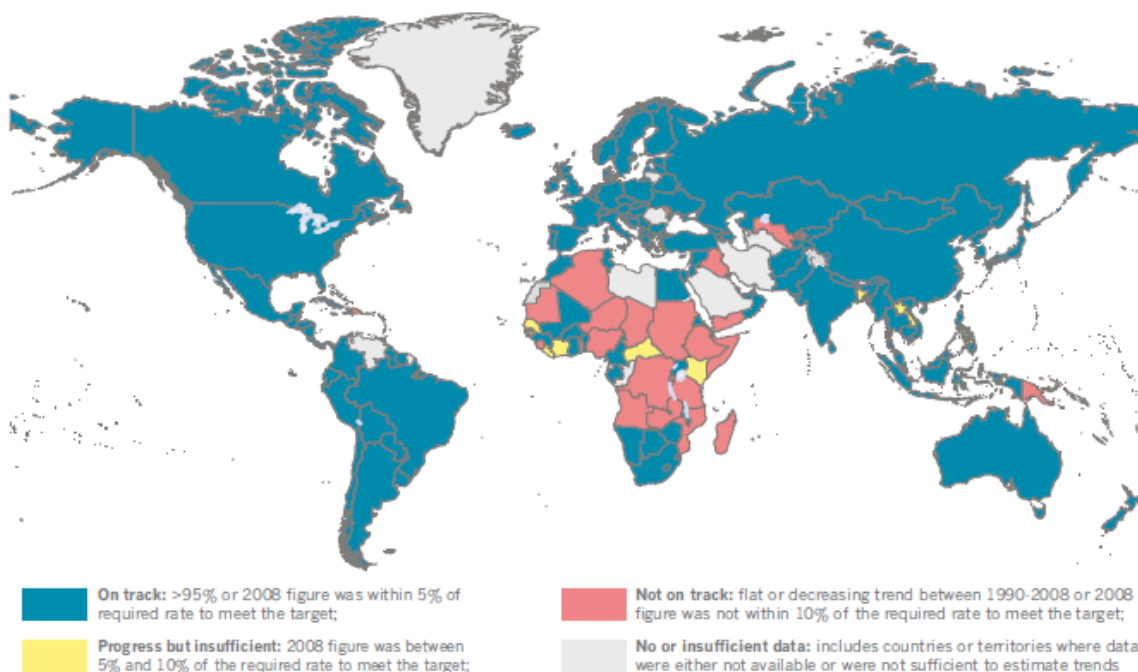 On track: >95% or 2008 figure was within 5% of
required rate to meet the target;
Progress but insufficient: 2008 figure was between
5% and 10% of the required rate to meet the target;
Not on track: flat or decreasing trend between 1990-2008 or 2008
figure was not within 10% of the required rate to meet the target;
No or insufficient data: includes countries or territories where data
were either not available or were not sufficient to estimate trends